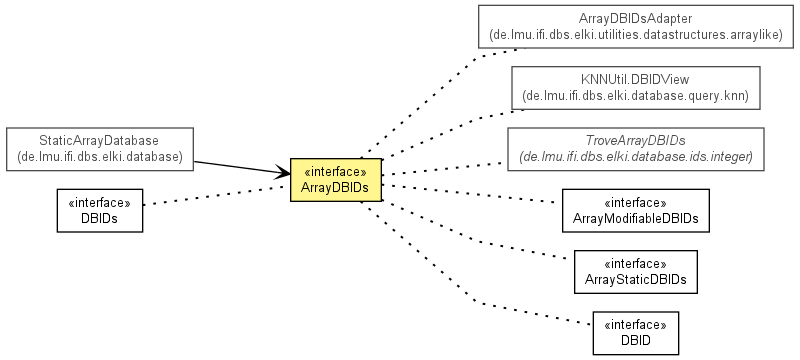 ArrayDBIDsAdapter
(de.lmu.ifi.dbs.elki.utilities.datastructures.arraylike)
KNNUtil.DBIDView
(de.lmu.ifi.dbs.elki.database.query.knn)
StaticArrayDatabase
(de.lmu.ifi.dbs.elki.database)
TroveArrayDBIDs
(de.lmu.ifi.dbs.elki.database.ids.integer)
«interface»
ArrayDBIDs
«interface»
DBIDs
«interface»
ArrayModifiableDBIDs
«interface»
ArrayStaticDBIDs
«interface»
DBID